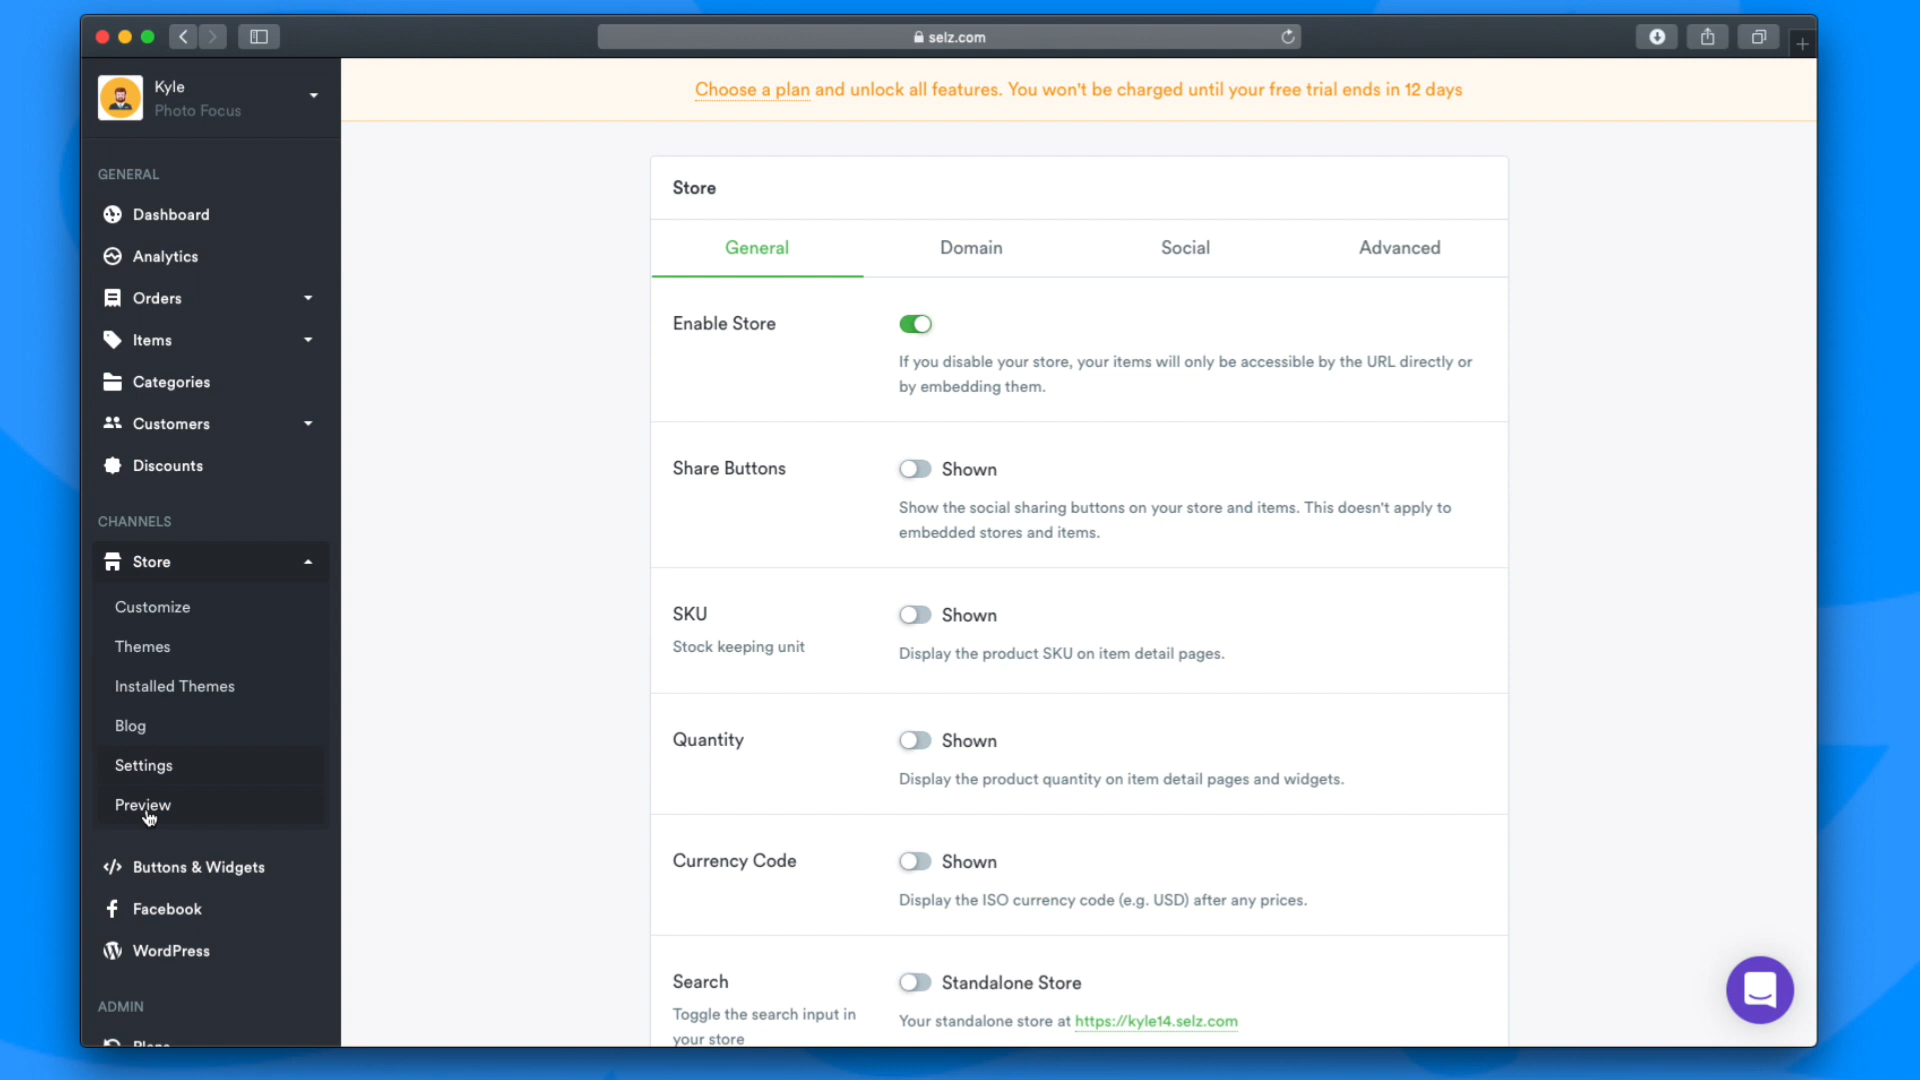 selz.com
Kyle
Photo Focus
Choose a plan and unlock all features. You won't be charged until your free trial ends in 12 days
GENERAL
Dashboard
Analytics
Orders
Items
Categories
Customers
Discounts
CHANNELS
Store
Customize
Themes
Installed Themes
Blog
Settings
Preview
Buttons & Widgets
Facebook
WordPress
ADMIN
Plans
Store
General
Domain
Social
Advanced
Enable Store
If you disable your store, your items will only be accessible by the URL directly or
by embedding them.
Share Buttons
Shown
Show the social sharing buttons on your store and items. This doesn't apply to
embedded stores and items.
SKU
Stock keeping unit
Shown
Display the product SKU on item detail pages.
Quantity
Shown
Display the product quantity on item detail pages and widgets.
Currency Code
Shown
Display the ISO currency code (e.g. USD) after any prices.
Search
Toggle the search input in
your store
Standalone Store
Your standalone store at https://kyle14.selz.com